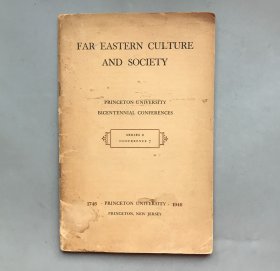 FAR EASTERN CULTURE
AND SOCIETY
PRINCETON UNIVERSITY
BICENTENNIAL CONFERENCES
SERIES 2
CONFERENCE 7
1746 · PRINCETON UNIVERSITY · 1946
PRINCETON, NEW JERSEY